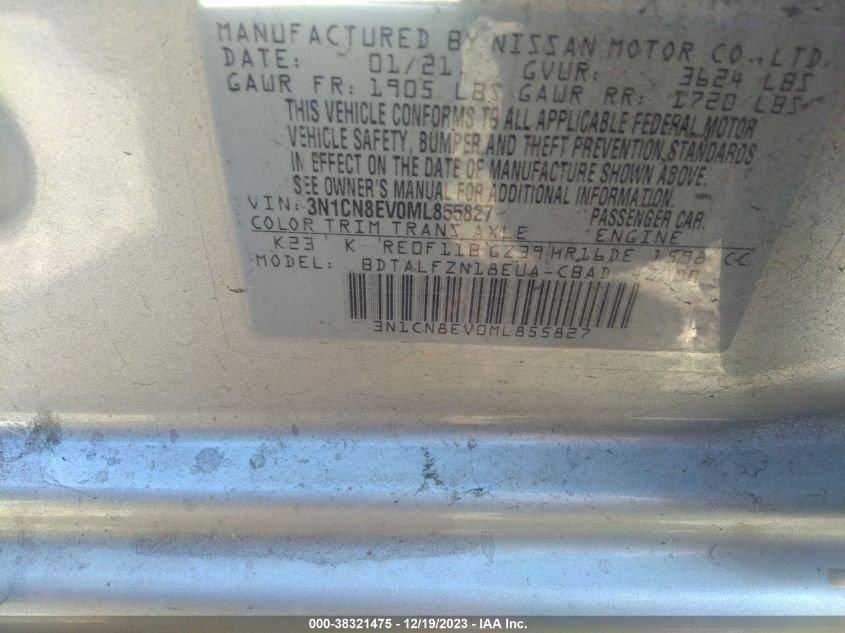 MANUFACTURED BY NISSAN MOTOR CO., LTD.
DATE: 01/21 GVWR: 3624 LBS
GAWR FR: 1905 LBS GAWR RR: 1720 LBS
THIS VEHICLE CONFORMS TO ALL APPLICABLE FEDERAL MOTOR
VEHICLE SAFETY, BUMPER AND THEFT PREVENTION STANDARDS
IN EFFECT ON THE DATE OF MANUFACTURE SHOWN ABOVE.
SEE OWNER'S MANUAL FOR ADDITIONAL INFORMATION.
VIN: 3N1CN8EV0ML855827 PASSENGER CAR
COLOR TRIM TRANS AXLE ENGINE
K23 K RE0F11B GZ39 HR16DE 1598 CC
MODEL: BDTALFZN18EUA-CBAD
3N1CN8EV0ML855827
000-38321475 - 12/19/2023 - IAA Inc.